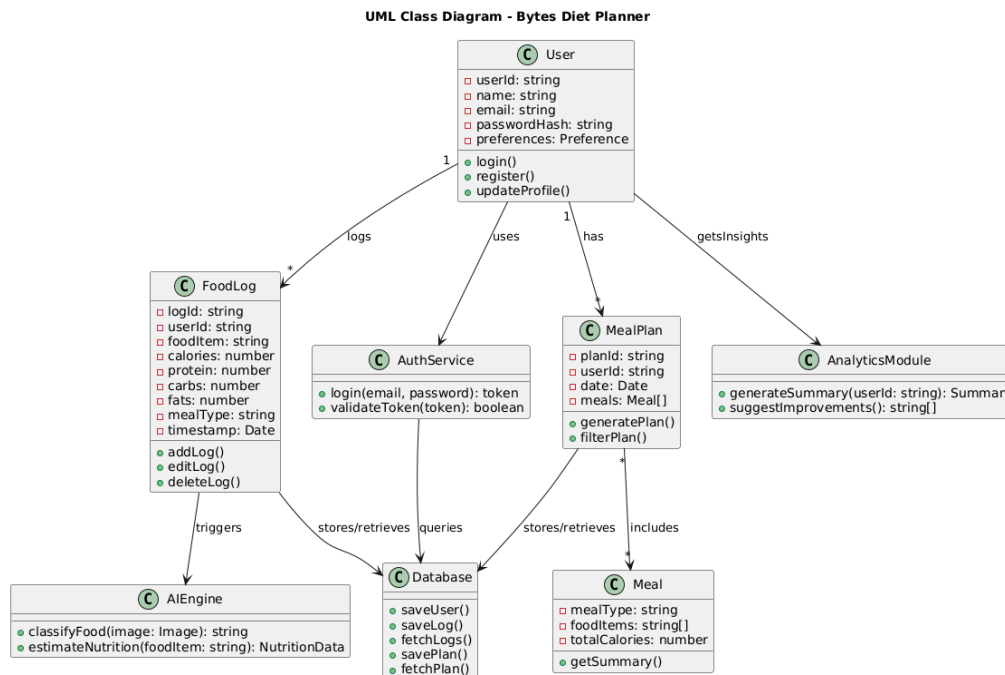 UML Class Diagram - Bytes Diet Planner
C User
userId: string
name: string
email: string
passwordHash: string
preferences: Preference
login()
register()
updateProfile()
1
logs
*
uses
1
has
*
getsInsights
C FoodLog
logId: string
userId: string
foodItem: string
calories: number
protein: number
carbs: number
fats: number
mealType: string
timestamp: Date
addLog()
editLog()
deleteLog()
C AuthService
login(email, password): token
validateToken(token): boolean
C MealPlan
planId: string
userId: string
date: Date
meals: Meal[]
generatePlan()
filterPlan()
C AnalyticsModule
generateSummary(userId: string): Summar
suggestImprovements(): string[]
triggers
stores/retrieves
queries
stores/retrieves
*
includes
*
C AIEngine
classifyFood(image: Image): string
estimateNutrition(foodItem: string): NutritionData
C Database
saveUser()
saveLog()
fetchLogs()
savePlan()
fetchPlan()
C Meal
mealType: string
foodItems: string[]
totalCalories: number
getSummary()